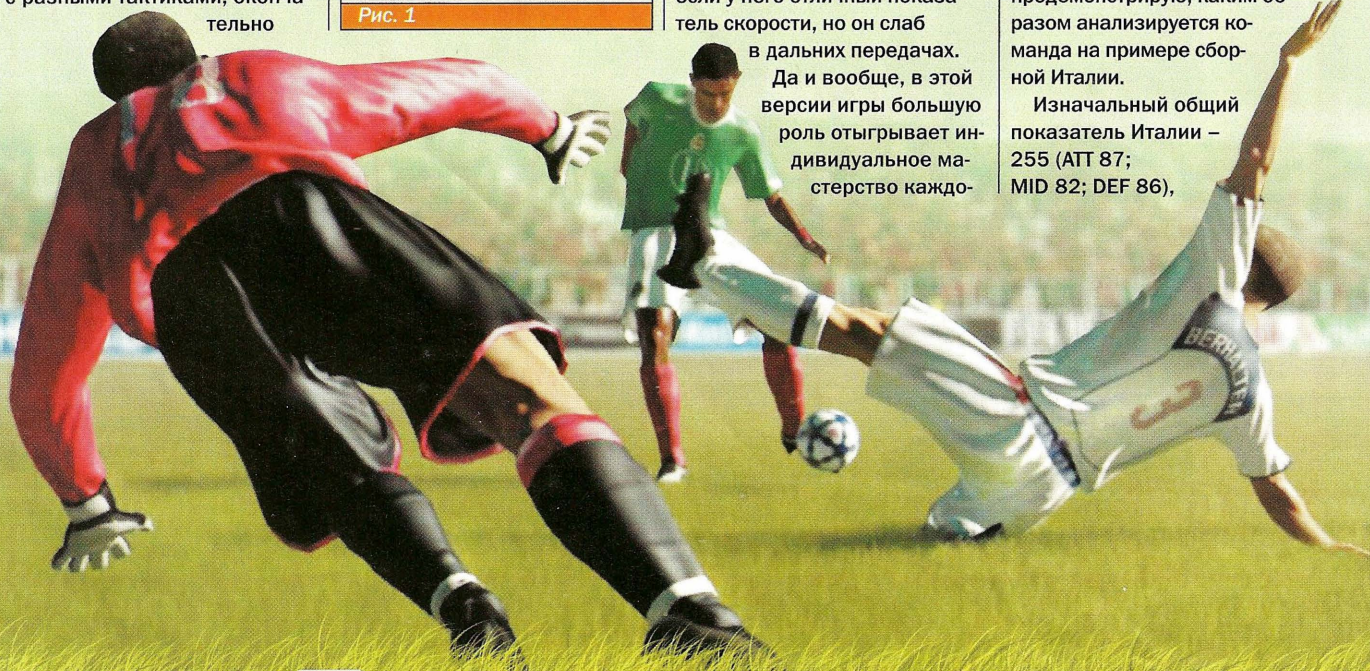 с разными тактиками, оконча-
тельно
Рис. 1
если у него отличный показа-
тель скорости, но он слаб
в дальних передачах.
Да и вообще, в этой
версии игры большую
роль отыгрывает ин-
дивидуальное ма-
стерство каждо-
продемонстрирую, каким об-
разом анализируется ко-
манда на примере сбор-
ной Италии.
Изначальный общий
показатель Италии –
255 (ATT 87;
MID 82; DEF 86),
BERHALTER
3